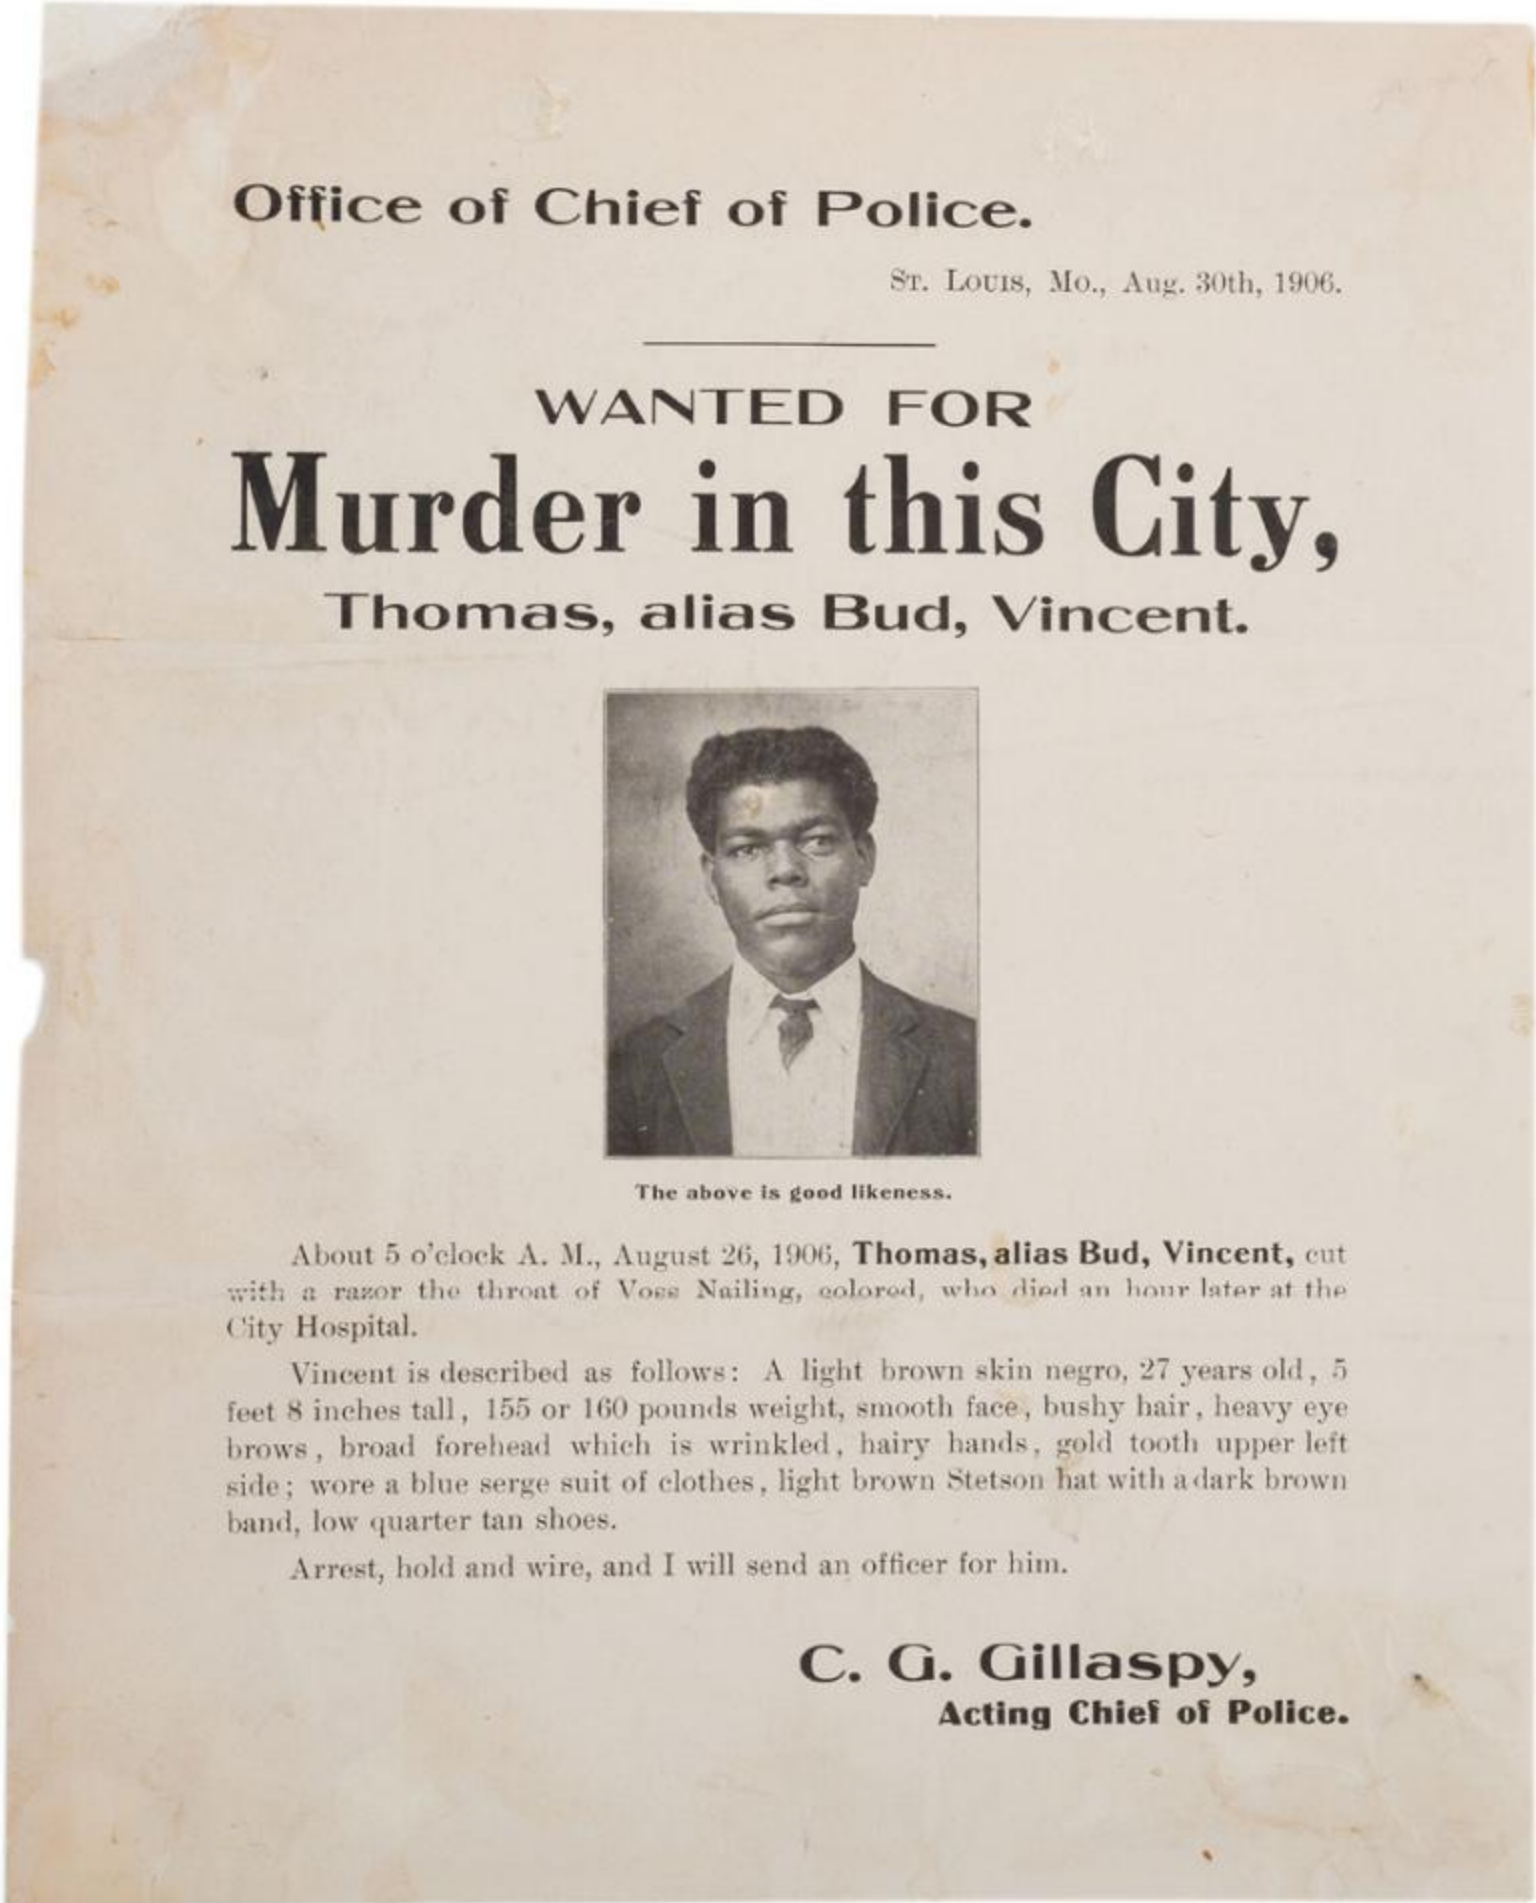 Office of Chief of Police.
St. Louis, Mo., Aug. 30th, 1906.
WANTED FOR
Murder in this City,
Thomas, alias Bud, Vincent.
The above is good likeness.
About 5 o'clock A. M., August 26, 1906, Thomas, alias Bud, Vincent, cut
with a razor the throat of Voss Nailing, colored, who died an hour later at the
City Hospital.
Vincent is described as follows: A light brown skin negro, 27 years old, 5
feet 8 inches tall, 155 or 160 pounds weight, smooth face, bushy hair, heavy eye
brows, broad forehead which is wrinkled, hairy hands, gold tooth upper left
side; wore a blue serge suit of clothes, light brown Stetson hat with a dark brown
band, low quarter tan shoes.
Arrest, hold and wire, and I will send an officer for him.
C. G. Gillaspy,
Acting Chief of Police.